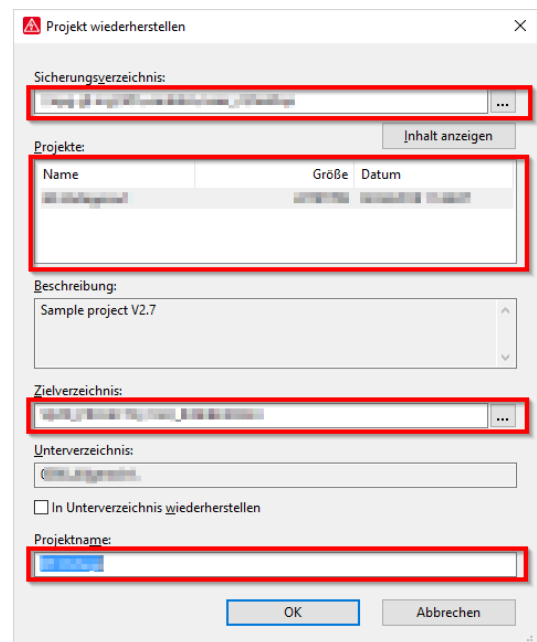 Projekt wiederherstellen
Sicherungsverzeichnis:
...
Inhalt anzeigen
Projekte:
Name Größe Datum
Beschreibung:
Sample project V2.7
Zielverzeichnis:
...
Unterverzeichnis:
In Unterverzeichnis wiederherstellen
Projektname:
OK Abbrechen